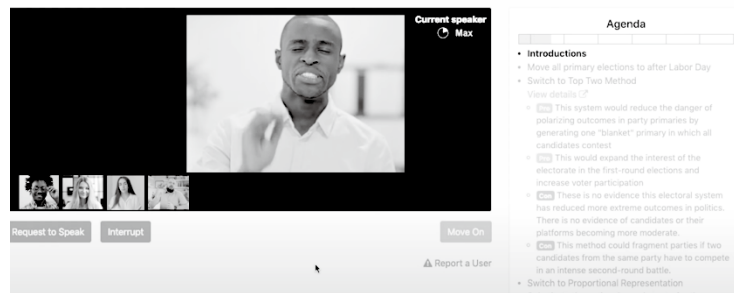 Current speaker
Max
Request to Speak
Interrupt
Move On
Report a User
Agenda
Introductions
Move all primary elections to after Labor Day
Switch to Top Two Method
View details
Pro This system would reduce the danger of
polarizing outcomes in party primaries by
generating one "blanket" primary in which all
candidates contest
Pro This would expand the interest of the
electorate in the first-round elections and
increase voter participation
Con These is no evidence this electoral system
has reduced more extreme outcomes in politics.
There is no evidence of candidates or their
platforms becoming more moderate.
Con This method could fragment parties if two
candidates from the same party have to compete
in an intense second-round battle.
Switch to Proportional Representation